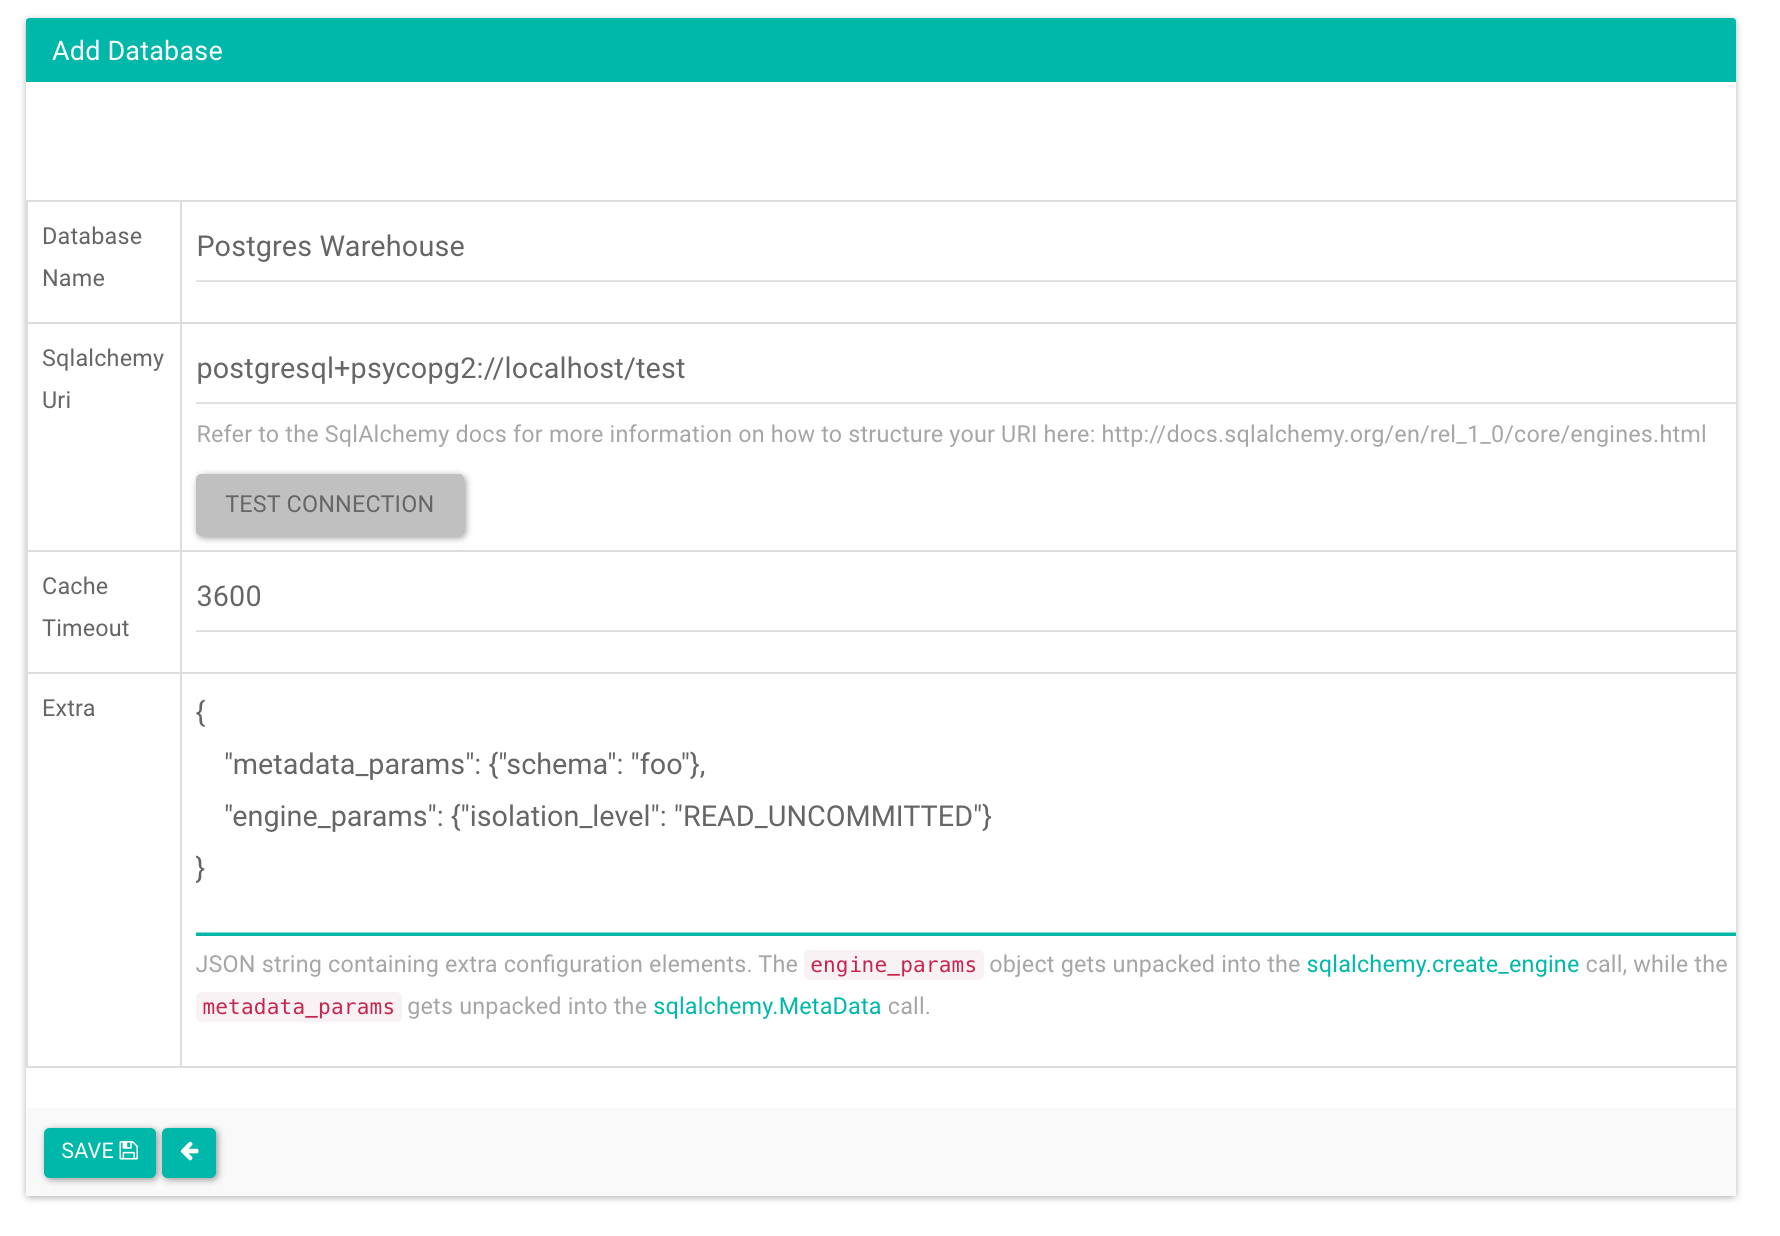 Add Database
Database
Name
Postgres Warehouse
Sqlalchemy
Uri
postgresql+psycopg2://localhost/test
Refer to the SqlAlchemy docs for more information on how to structure your URI here: http://docs.sqlalchemy.org/en/rel_1_0/core/engines.html
TEST CONNECTION
Cache
Timeout
3600
Extra
{
"metadata_params": {"schema": "foo"},
"engine_params": {"isolation_level": "READ_UNCOMMITTED"}
}
JSON string containing extra configuration elements. The engine_params object gets unpacked into the sqlalchemy.create_engine call, while the
metadata_params gets unpacked into the sqlalchemy.MetaData call.
SAVE